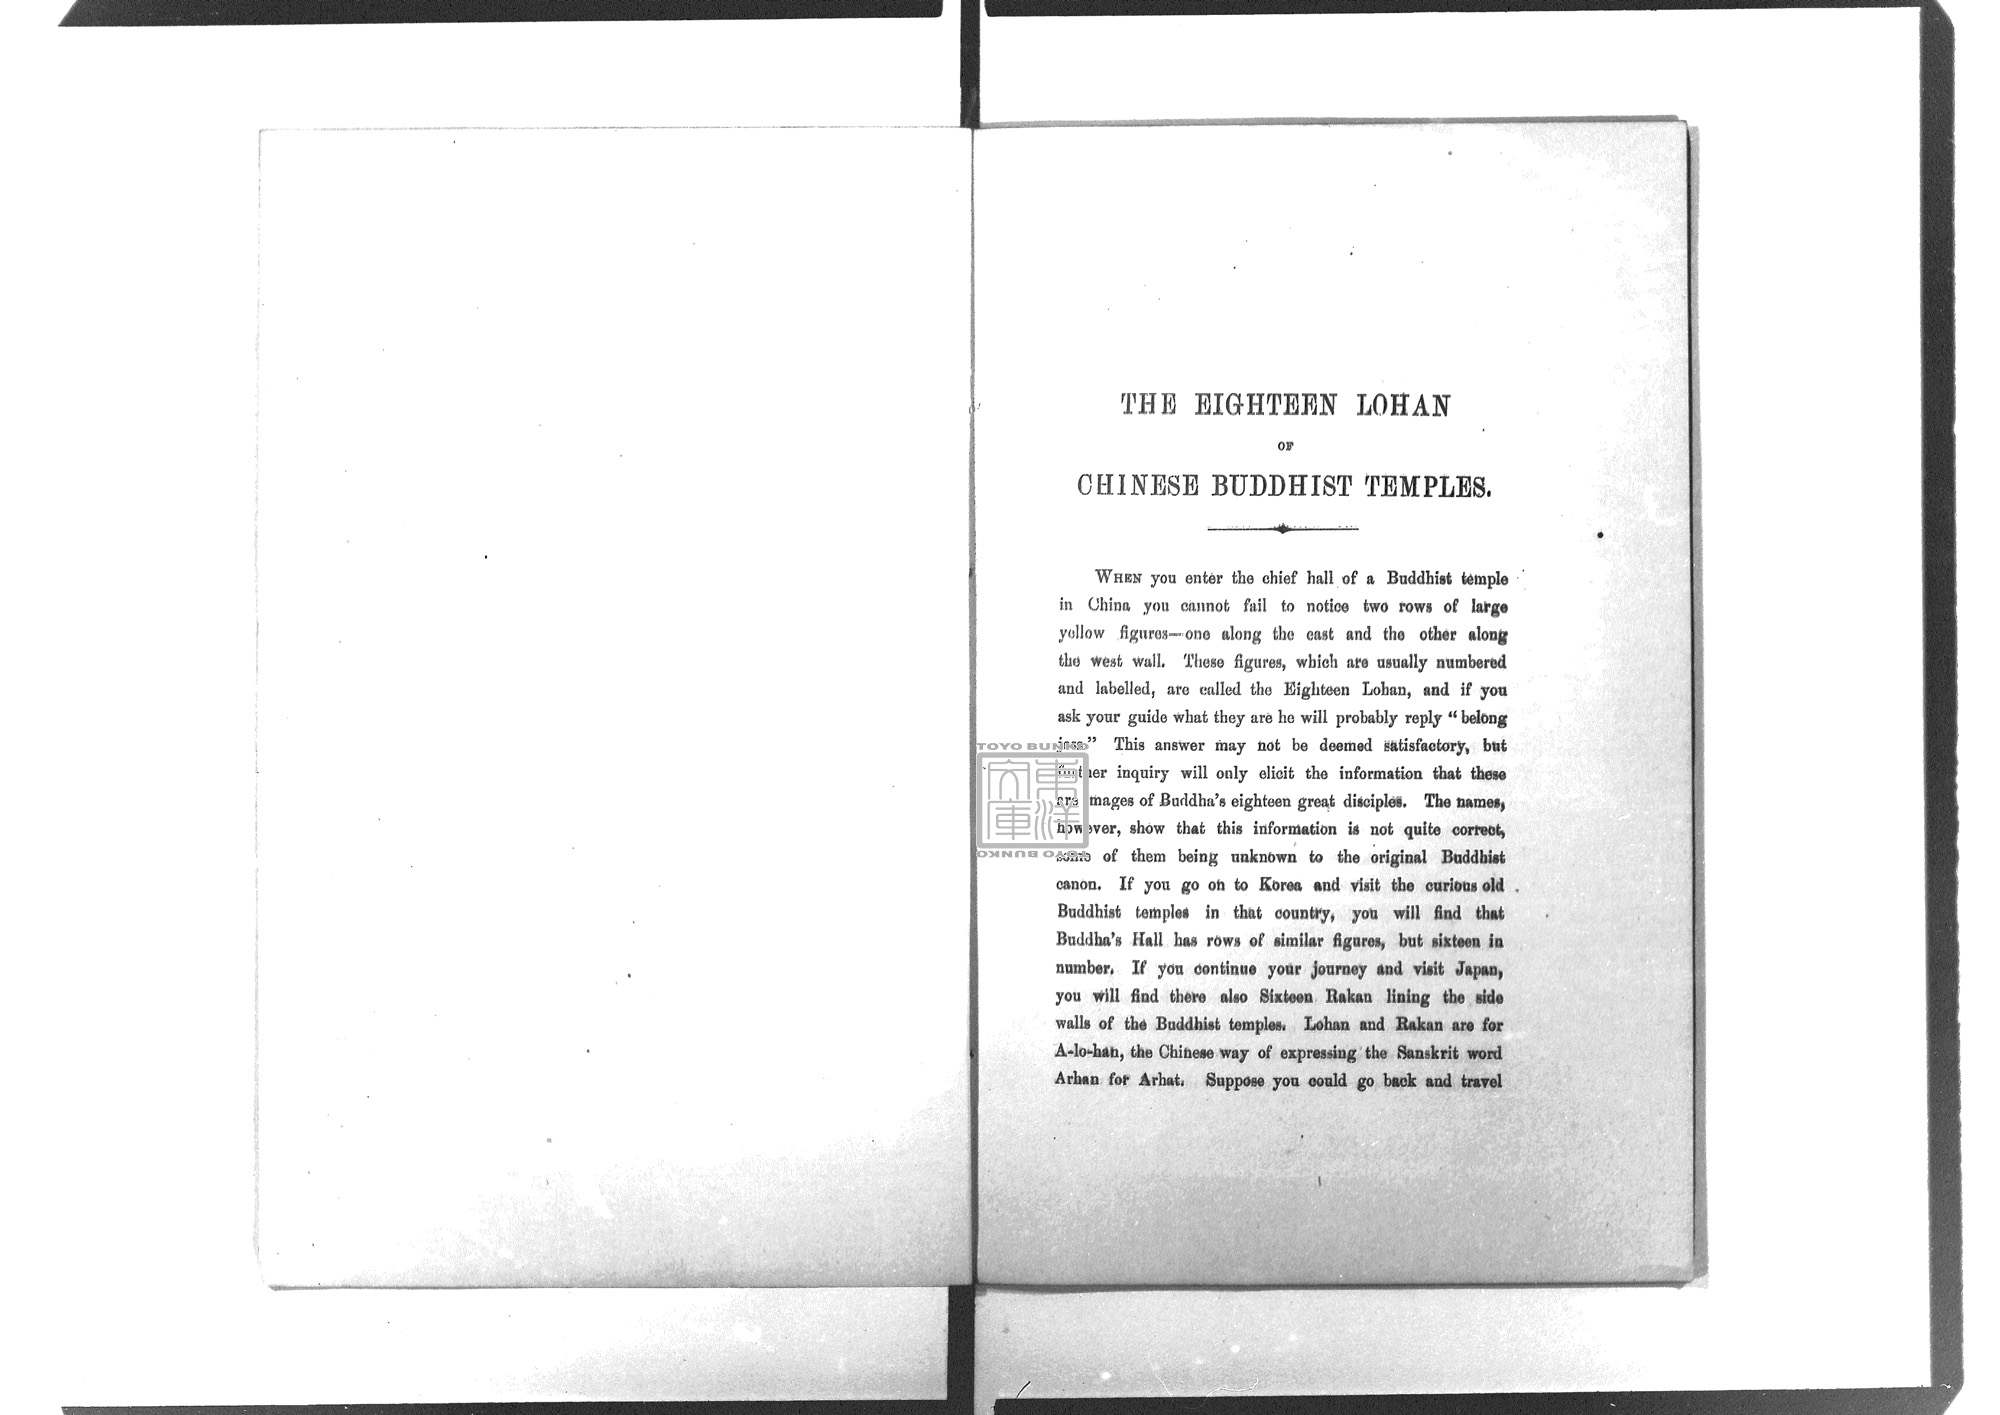 THE EIGHTEEN LOHAN
OF
CHINESE BUDDHIST TEMPLES.
WHEN you enter the chief hall of a Buddhist temple
in China you cannot fail to notice two rows of large
yellow figures—one along the east and the other along
the west wall. These figures, which are usually numbered
and labelled, are called the Eighteen Lohan, and if you
ask your guide what they are he will probably reply "belong
joss." This answer may not be deemed satisfactory, but
TOYO BUNKO
further inquiry will only elicit the information that these
are images of Buddha's eighteen great disciples. The names,
東洋文庫
however, show that this information is not quite correct,
some of them being unknown to the original Buddhist
TOYO BUNKO
canon. If you go on to Korea and visit the curious old
Buddhist temples in that country, you will find that
Buddha's Hall has rows of similar figures, but sixteen in
number. If you continue your journey and visit Japan,
you will find there also Sixteen Rakan lining the side
walls of the Buddhist temples. Lohan and Rakan are for
A-lo-han, the Chinese way of expressing the Sanskrit word
Arhan for Arhat. Suppose you could go back and travel